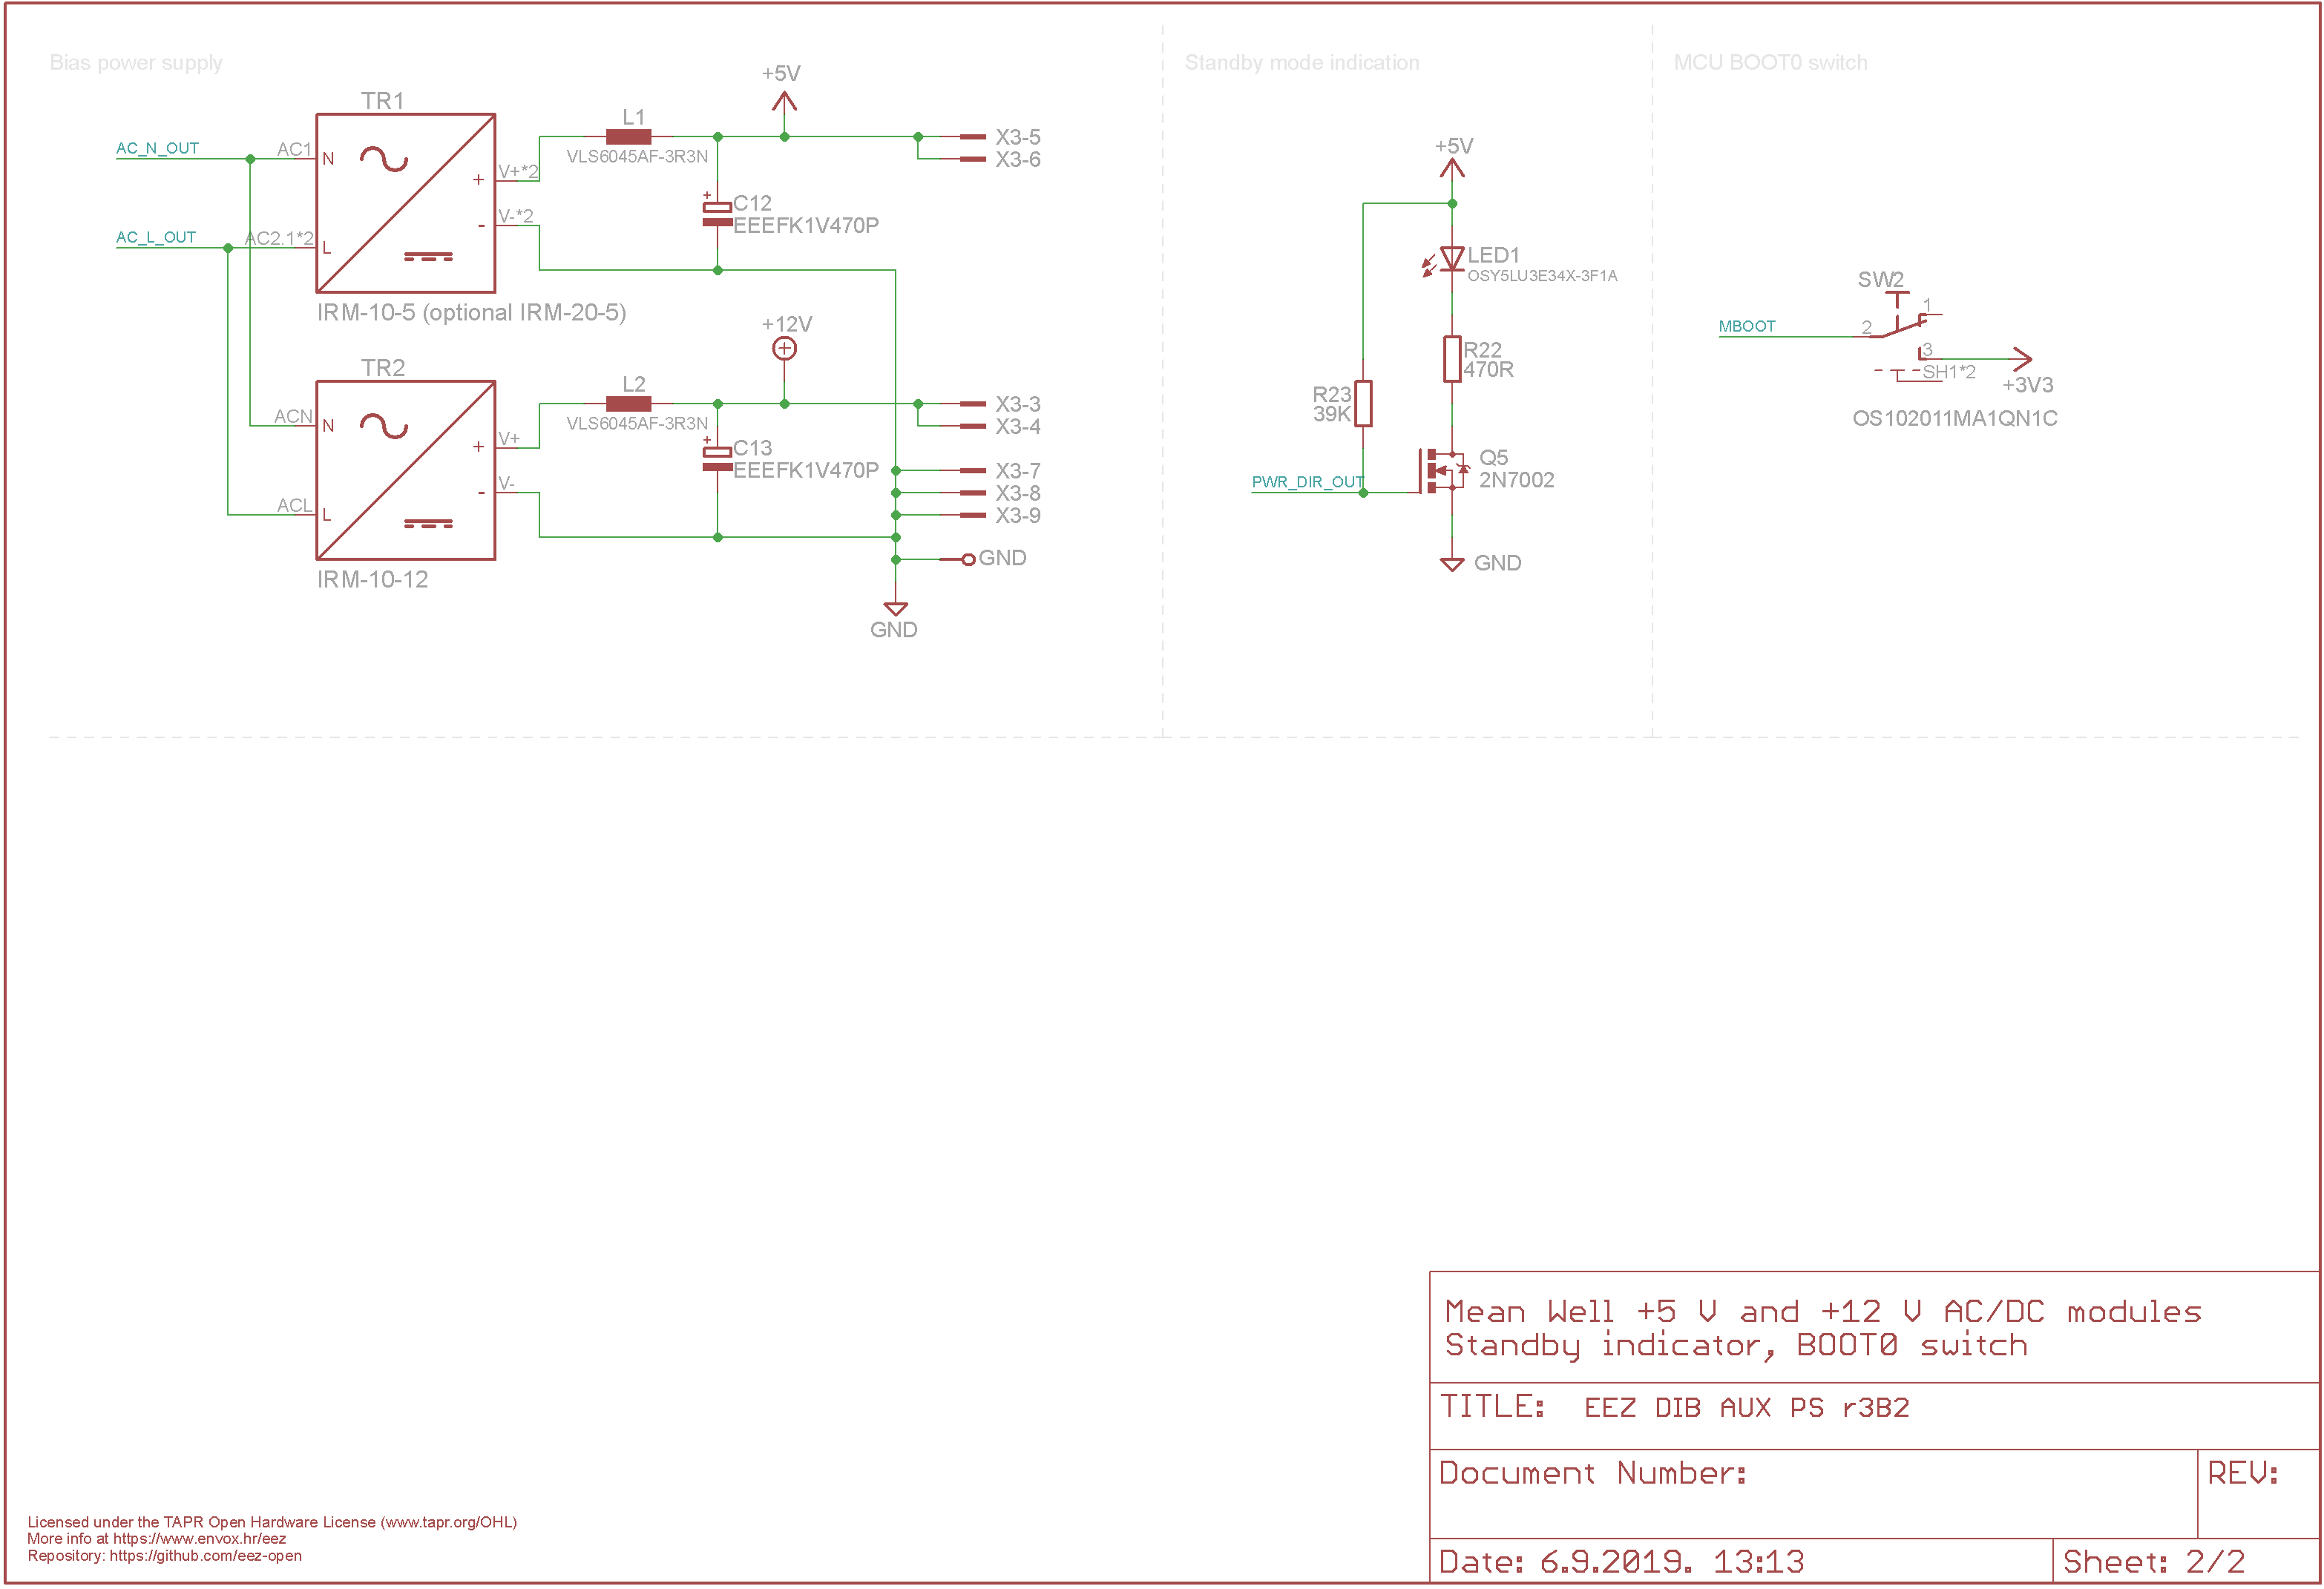 Bias power supply
Standby mode indication
MCU BOOT0 switch
TR1
AC_N_OUT
AC1
N
AC_L_OUT
AC2.1*2
L
+
V+*2
-
V-*2
IRM-10-5 (optional IRM-20-5)
L1
VLS6045AF-3R3N
+5V
+
C12
EEEFK1V470P
X3-5
X3-6
TR2
ACN
N
ACL
L
+
V+
-
V-
IRM-10-12
L2
VLS6045AF-3R3N
+12V
+
C13
EEEFK1V470P
X3-3
X3-4
X3-7
X3-8
X3-9
GND
GND
+5V
LED1
OSY5LU3E34X-3F1A
R22
470R
R23
39K
PWR_DIR_OUT
Q5
2N7002
GND
SW2
MBOOT
2
1
3
SH1*2
+3V3
OS102011MA1QN1C
Mean Well +5 V and +12 V AC/DC modules
Standby indicator, BOOT0 switch
TITLE: EEZ DIB AUX PS r3B2
Document Number:
REV:
Date: 6.9.2019. 13:13
Sheet: 2/2
Licensed under the TAPR Open Hardware License (www.tapr.org/OHL)
More info at https://www.envox.hr/eez
Repository: https://github.com/eez-open